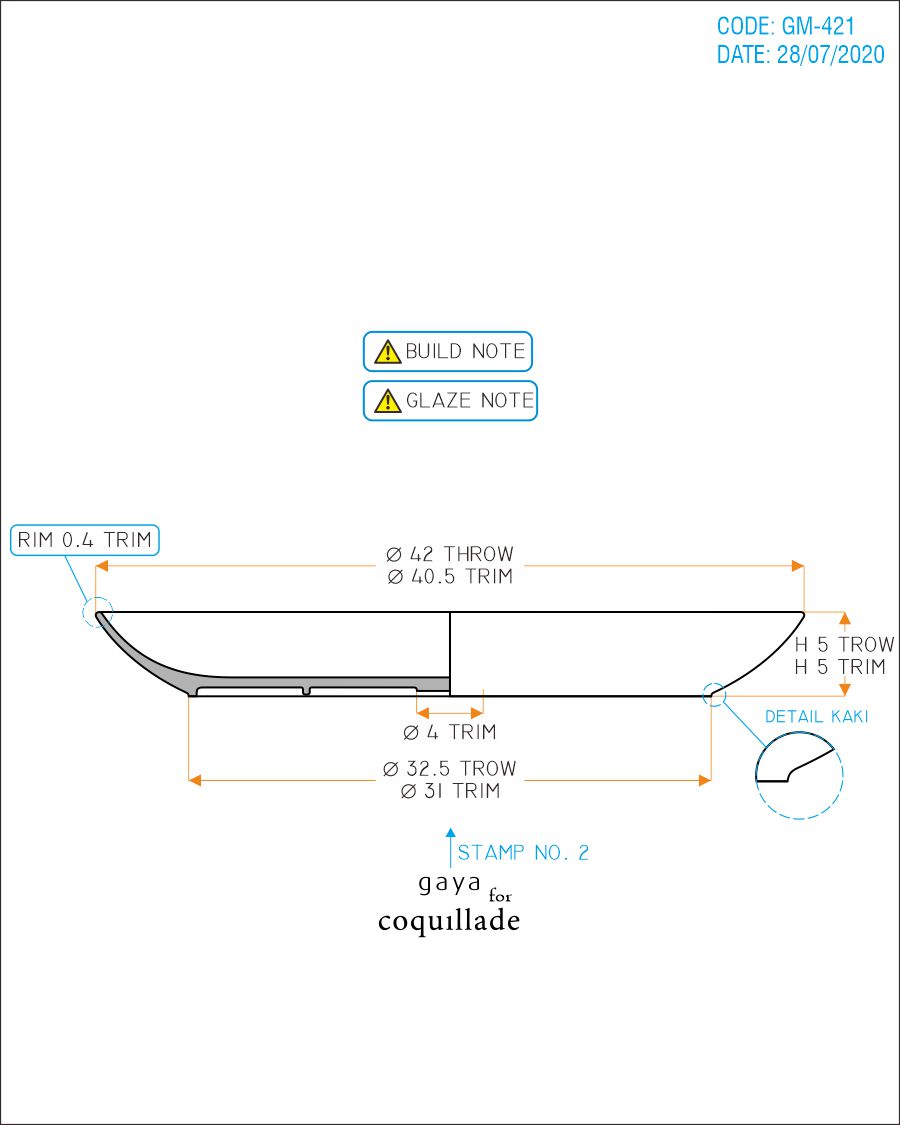 CODE: GM-421
DATE: 28/07/2020
BUILD NOTE
GLAZE NOTE
RIM 0.4 TRIM
Ø 42 THROW
Ø 40.5 TRIM
H 5 TROW
H 5 TRIM
DETAIL KAKI
Ø 4 TRIM
Ø 32.5 TROW
Ø 31 TRIM
STAMP NO. 2
gaya
for
coquıllade